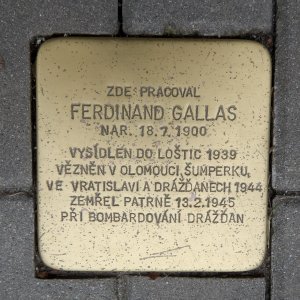 ZDE PRACOVAL
FERDINAND GALLAS
NAR. 18.7.1900
VYSÍDLEN DO LOŠTIC 1939
VĚZNĚN V OLOMOUCI, ŠUMPERKU,
VE VRATISLAVI A DRÁŽĎANECH 1944
ZEMŘEL PATRNĚ 13.2.1945
PŘI BOMBARDOVÁNÍ DRÁŽĎAN